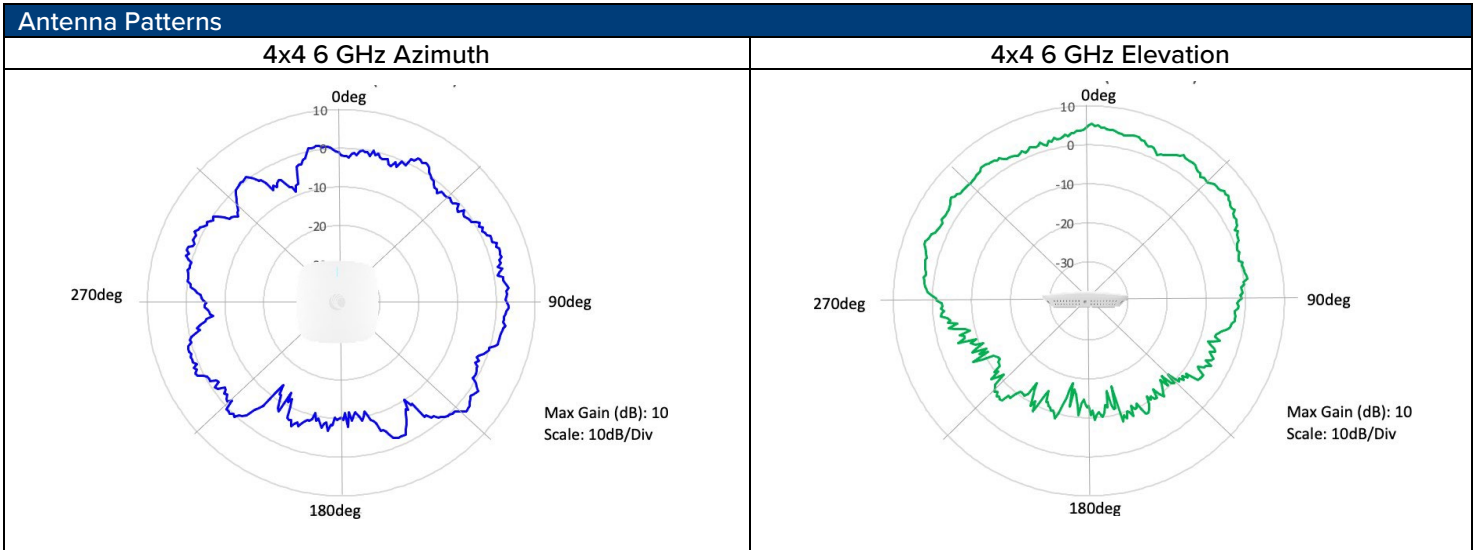 Antenna Patterns
4x4 6 GHz Azimuth
4x4 6 GHz Elevation
0deg
10
0
-10
-20
270deg
90deg
Max Gain (dB): 10
Scale: 10dB/Div
180deg
0deg
10
0
-10
-20
-30
270deg
90deg
Max Gain (dB): 10
Scale: 10dB/Div
180deg